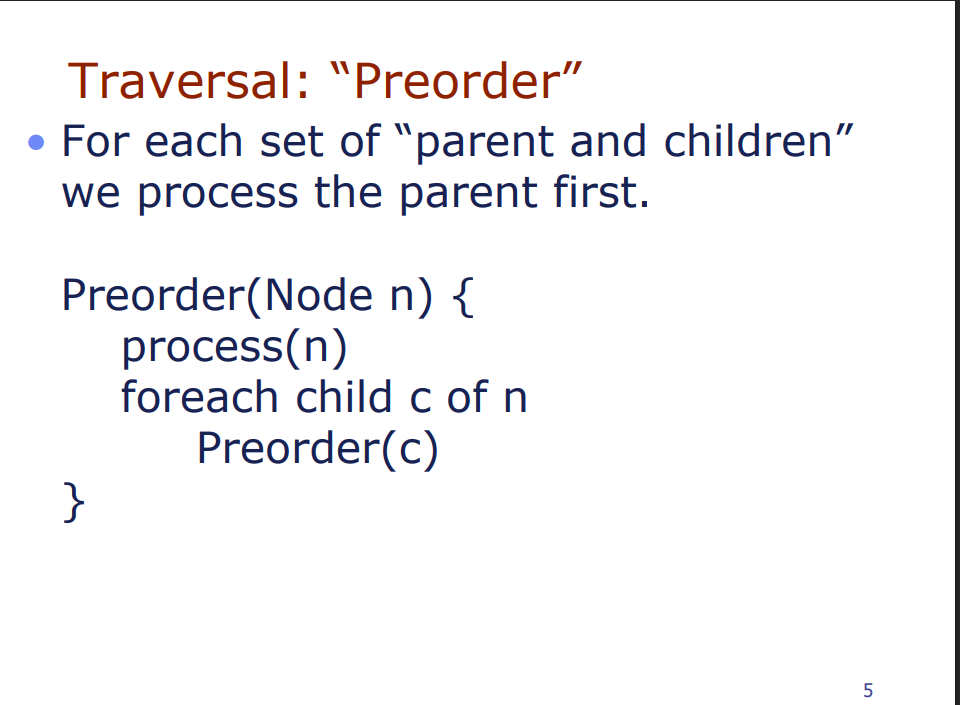 Traversal: “Preorder”
• For each set of “parent and children”
we process the parent first.
Preorder(Node n) {
process(n)
foreach child c of n
Preorder(c)
}
5